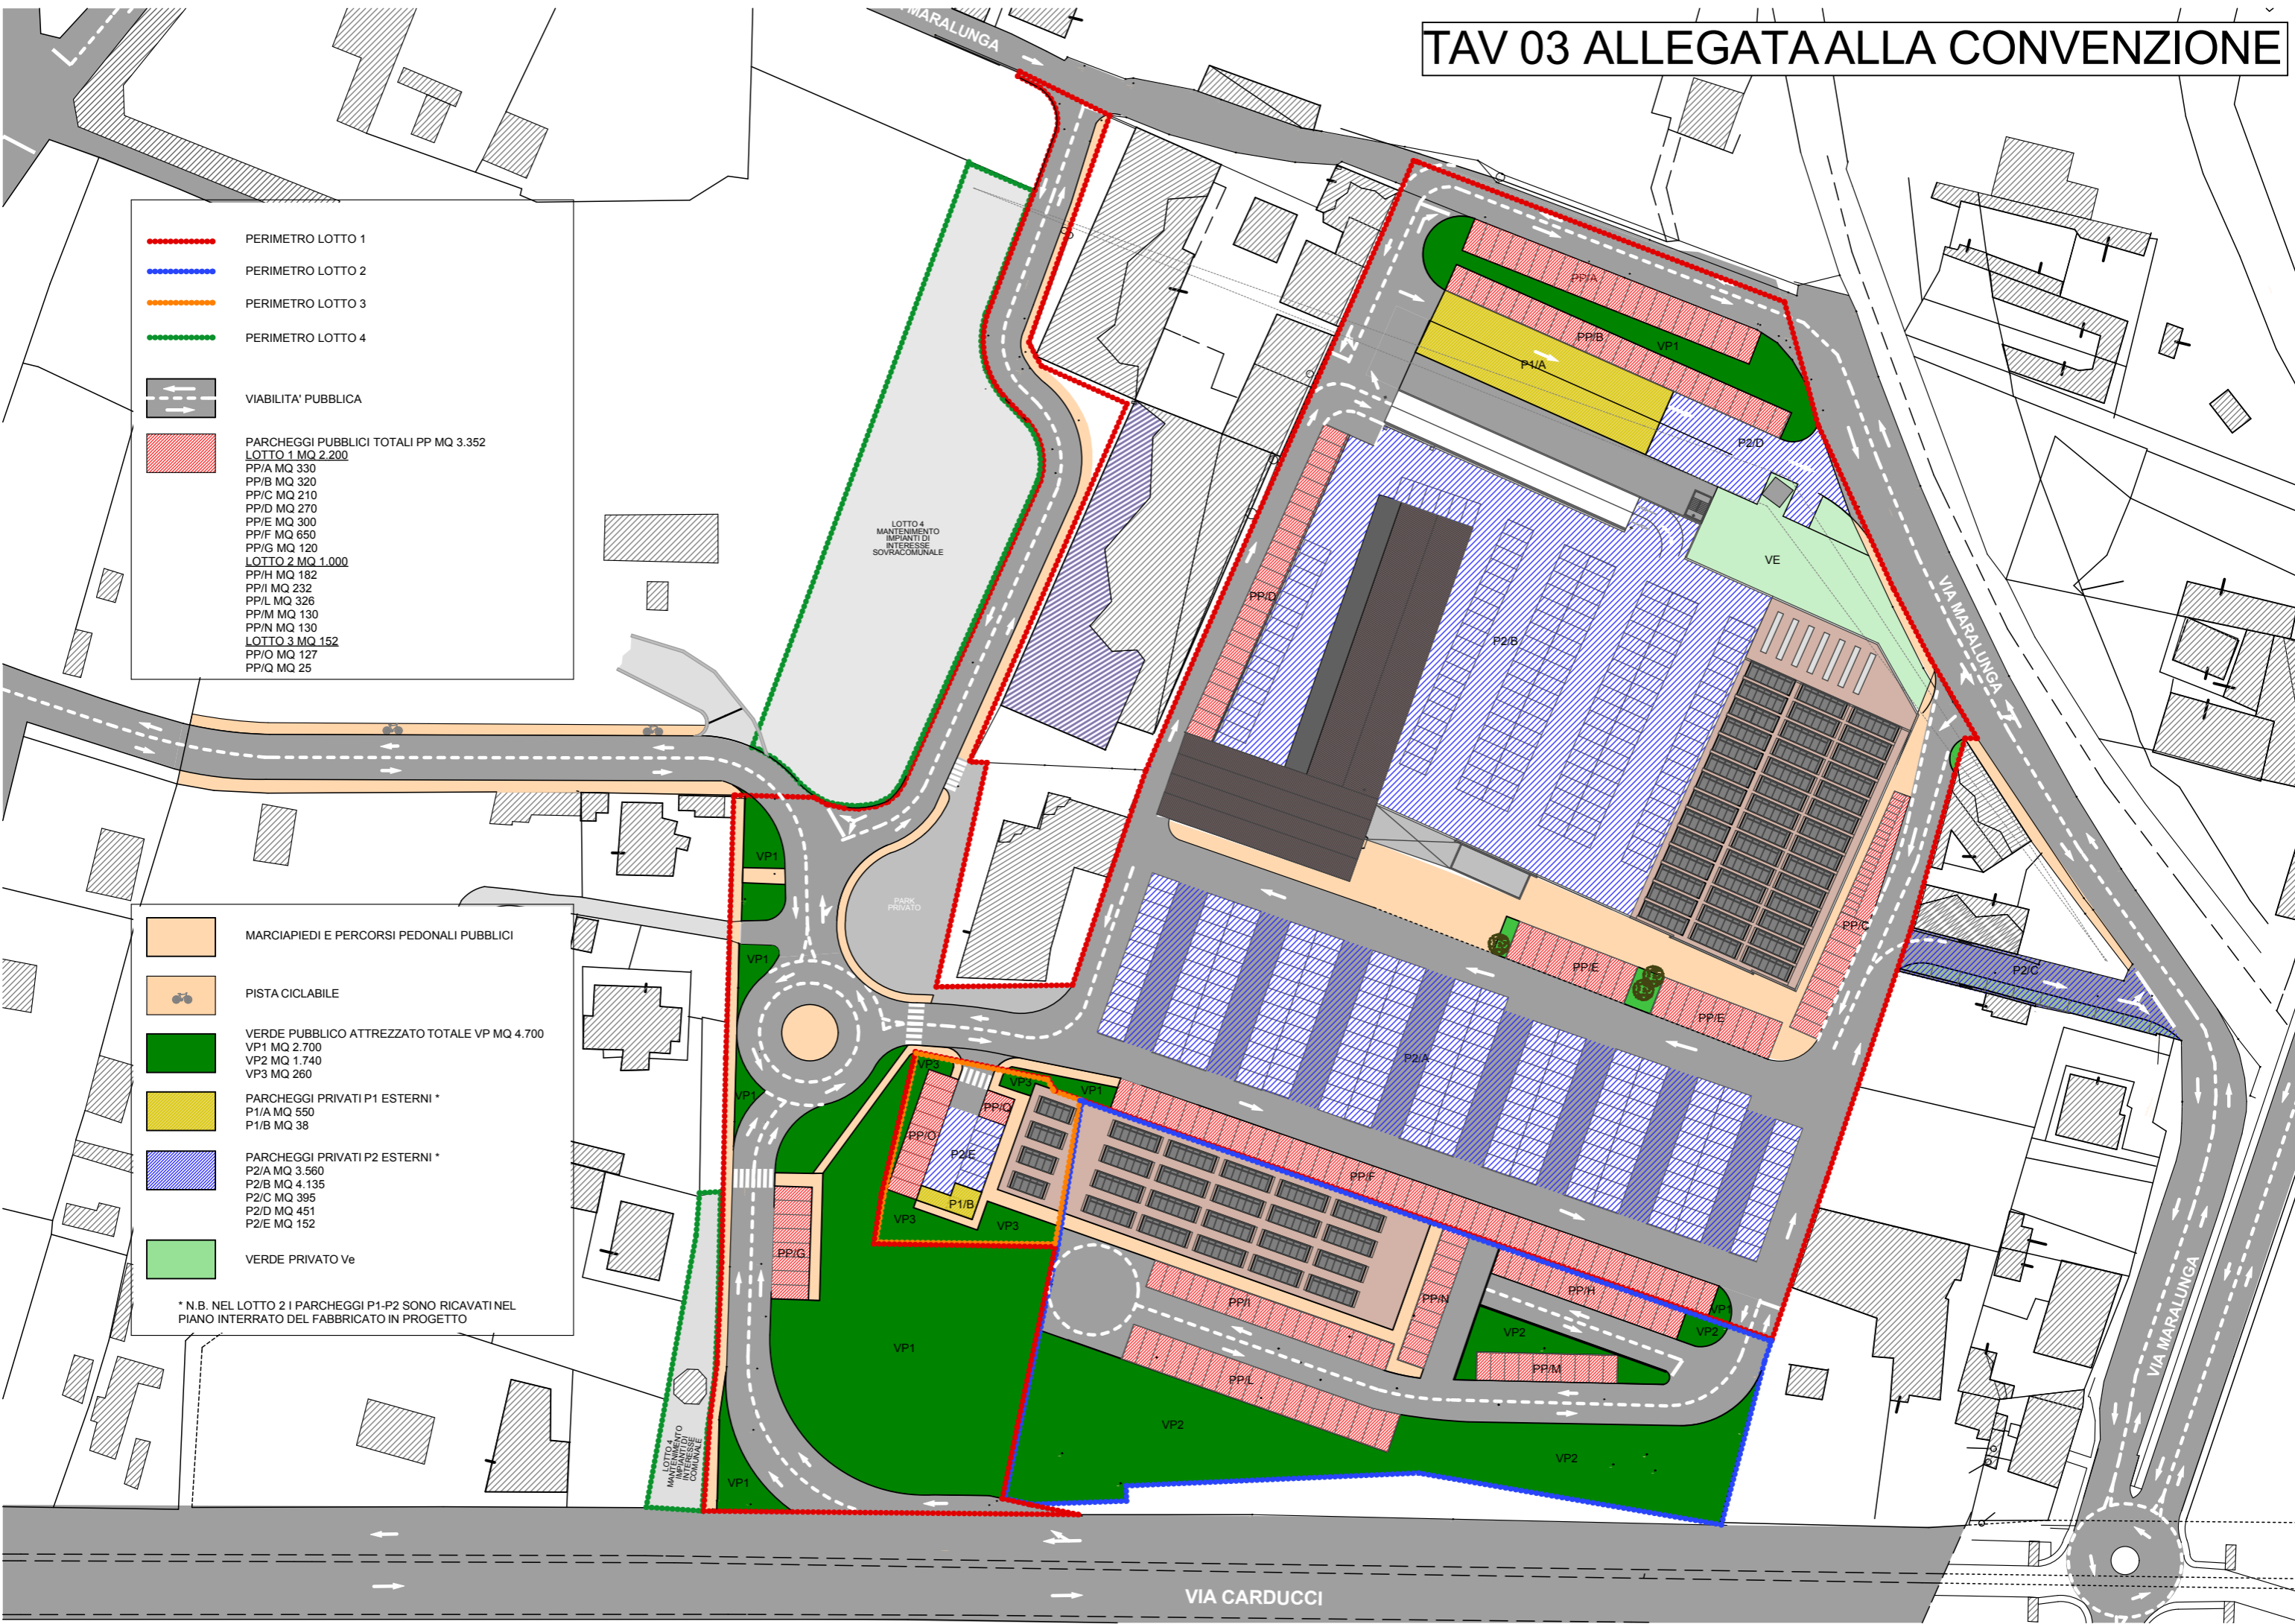 MARALUNGA
TAV 03 ALLEGATA ALLA CONVENZIONE
PERIMETRO LOTTO 1
PERIMETRO LOTTO 2
PERIMETRO LOTTO 3
PERIMETRO LOTTO 4
VIABILITA' PUBBLICA
PARCHEGGI PUBBLICI TOTALI PP MQ 3.352
LOTTO 1 MQ 2.200
PP/A MQ 330
PP/B MQ 320
PP/C MQ 210
PP/D MQ 270
PP/E MQ 300
PP/F MQ 650
PP/G MQ 120
LOTTO 2 MQ 1.000
PP/H MQ 182
PP/I MQ 232
PP/L MQ 326
PP/M MQ 130
PP/N MQ 130
LOTTO 3 MQ 152
PP/O MQ 127
PP/Q MQ 25
MARCIAPIEDI E PERCORSI PEDONALI PUBBLICI
PISTA CICLABILE
VERDE PUBBLICO ATTREZZATO TOTALE VP MQ 4.700
VP1 MQ 2.700
VP2 MQ 1.740
VP3 MQ 260
PARCHEGGI PRIVATI P1 ESTERNI *
P1/A MQ 550
P1/B MQ 38
PARCHEGGI PRIVATI P2 ESTERNI *
P2/A MQ 3.560
P2/B MQ 4.135
P2/C MQ 395
P2/D MQ 451
P2/E MQ 152
VERDE PRIVATO Ve
* N.B. NEL LOTTO 2 I PARCHEGGI P1-P2 SONO RICAVATI NEL
PIANO INTERRATO DEL FABBRICATO IN PROGETTO
LOTTO 4
MANTENIMENTO
IMPIANTI DI
INTERESSE
SOVRACOMUNALE
PP/A
PP/B
VP1
P1/A
P2/D
VE
PP/D
P2/B
VIA MARALUNGA
VP1
PARK
PRIVATO
PP/C
VP1
PP/E
P2/C
PP/E
P2/A
VP1
VP3
VP3
VP1
PP/Q
PP/O
P2/E
PP/F
P1/B
VP3
VP3
PP/G
PP/I
PP/N
PP/H
VP1
VP2
VP2
VP1
PP/L
PP/M
VIA MARALUNGA
VP2
VP2
LOTTO 4
MANTENIMENTO
IMPIANTI DI
INTERESSE
COMUNALE
VP1
VIA CARDUCCI